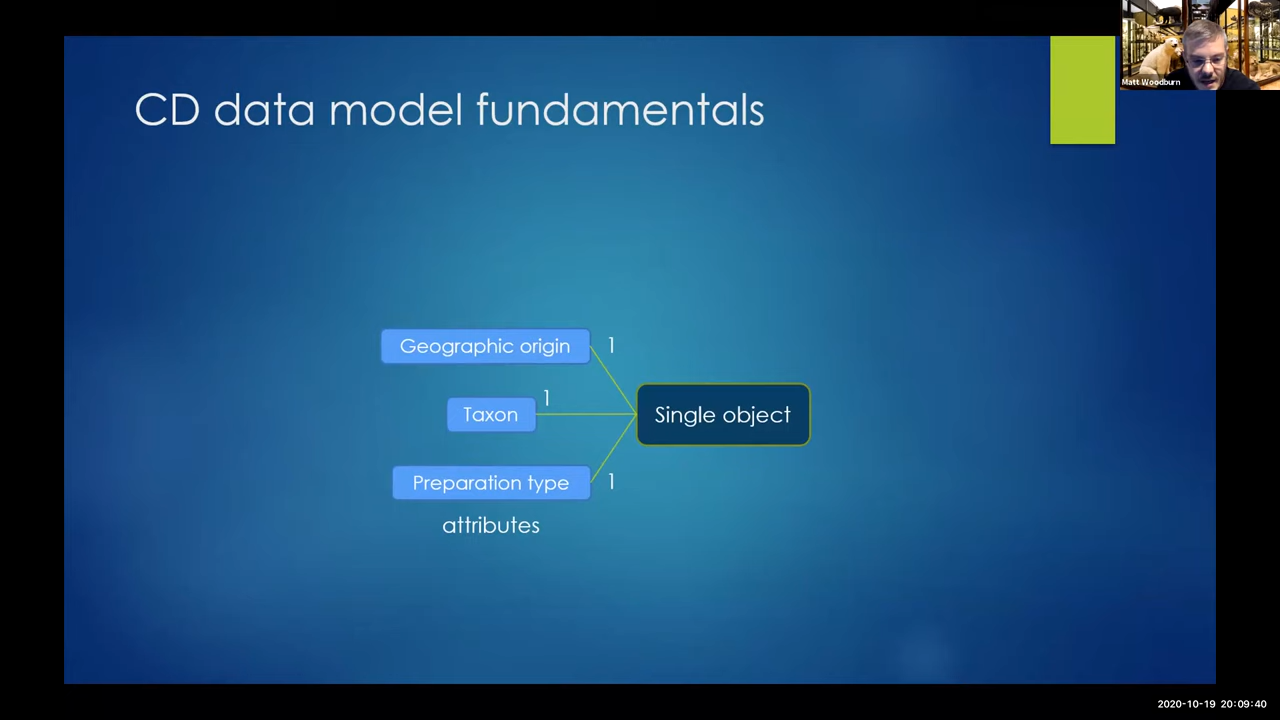 Matt Woodburn
CD data model fundamentals
Geographic origin
1
1
Taxon
Single object
Preparation type
1
attributes
2020-10-19 20:09:40